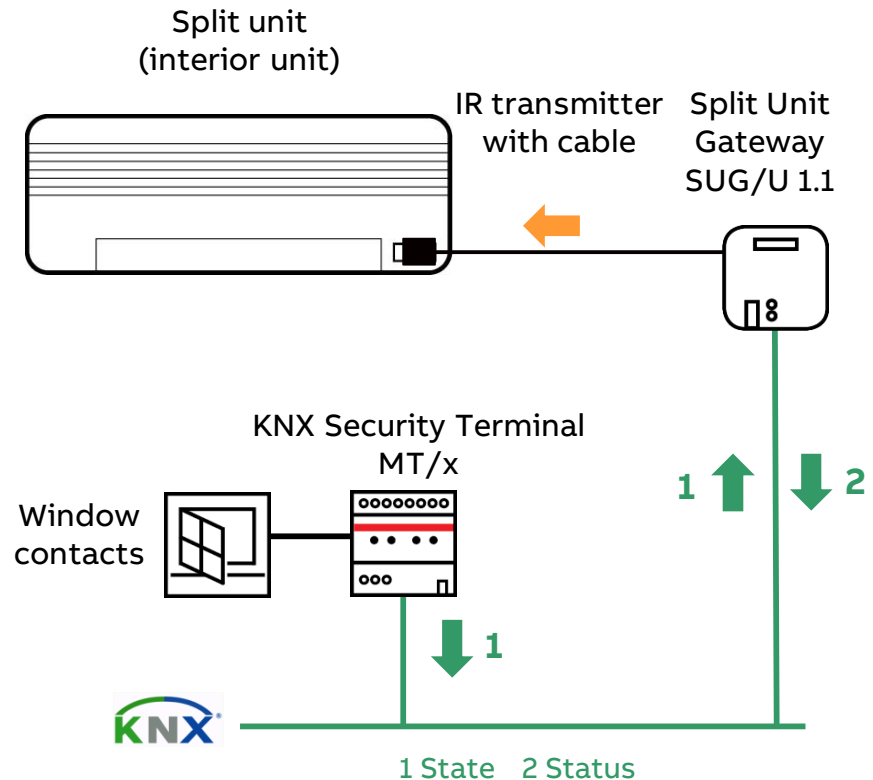 Split unit
(interior unit)
IR transmitter
with cable
Split Unit
Gateway
SUG/U 1.1
KNX Security Terminal
MT/x
Window
contacts
1
2
1
KNX
1 State 2 Status